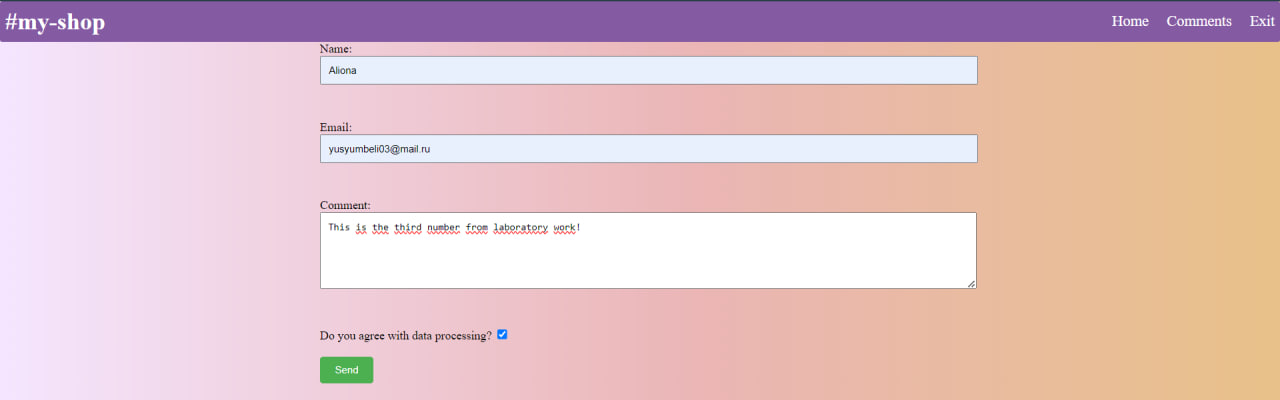 #my-shop
Home Comments Exit
Name:
Aliona
Email:
yusyumbeli03@mail.ru
Comment:
This is the third number from laboratory work!
Do you agree with data processing?
Send